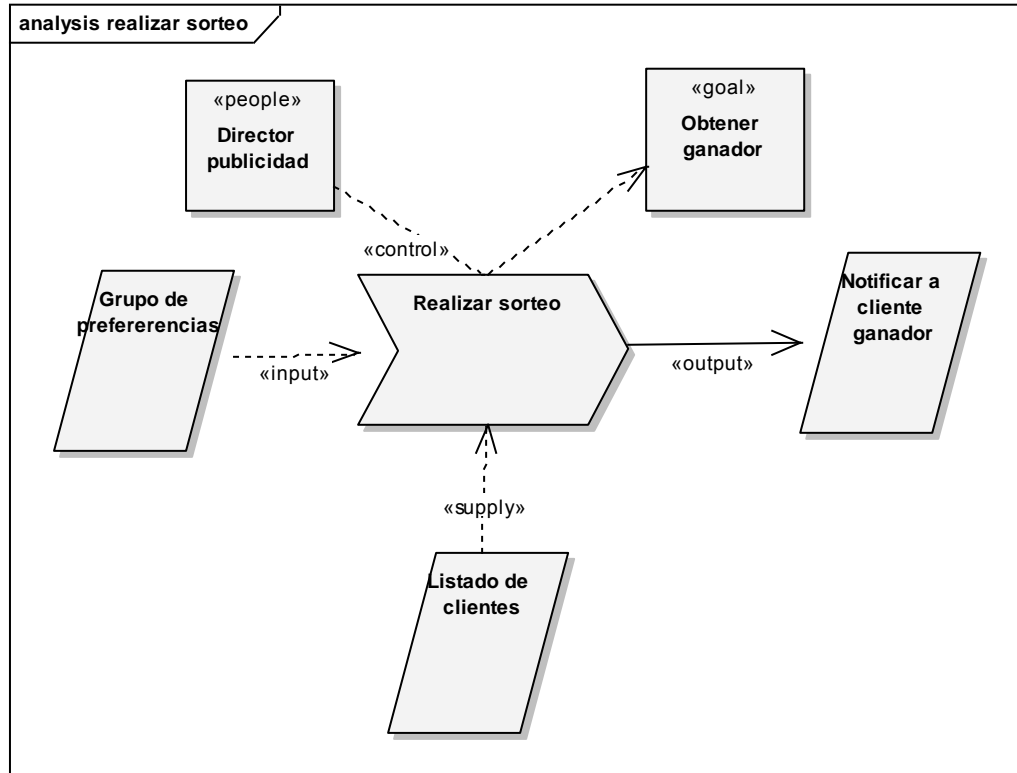 analysis realizar sorteo
«people»
Director
publicidad
«goal»
Obtener
ganador
«control»
Grupo de
prefererencias
Realizar sorteo
Notificar a
cliente
ganador
«input»
«output»
«supply»
Listado de
clientes